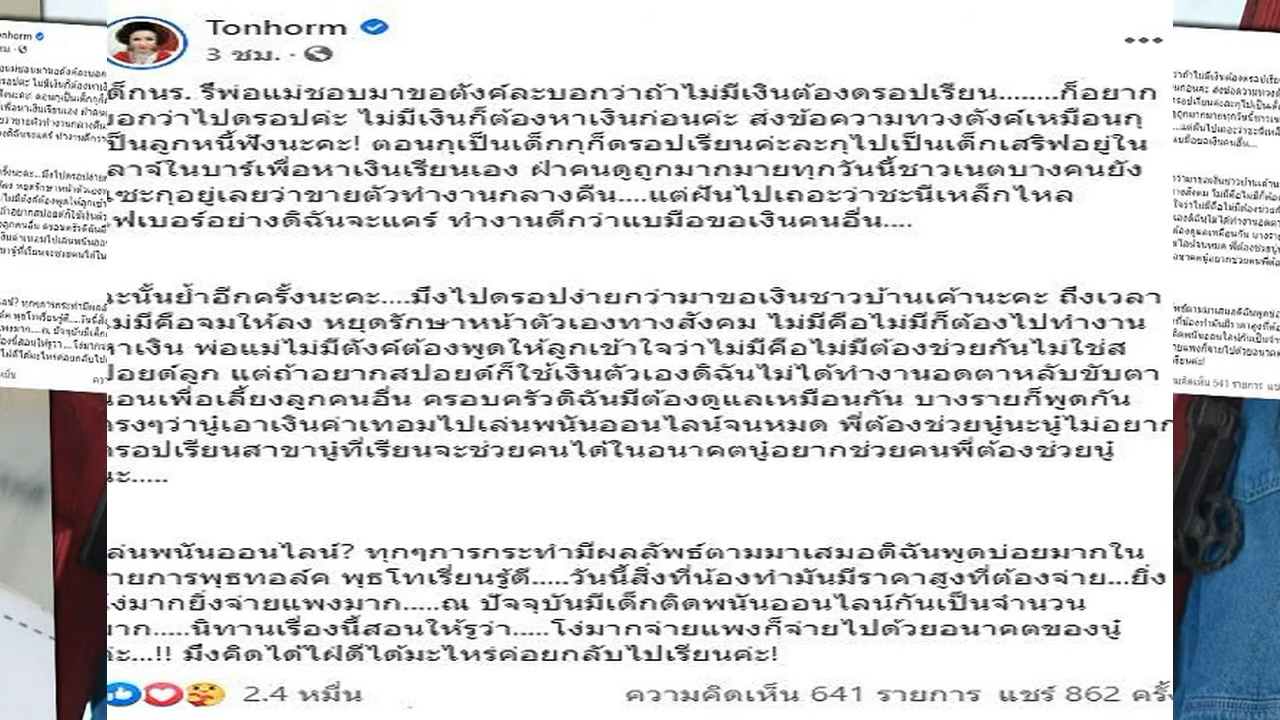 Tonhorm
3 ชม.
ด็กนร. รึพ่อแม่ชอบมาขอตังค์ละบอกว่าถ้าไม่มีเงินต้องดรอปเรียน........ก็อยาก
บอกว่าไปดรอปค่ะ ไม่มีเงินก็ต้องหาเงินก่อนค่ะ ส่งข้อความทวงตังค์เหมือนกุ
ป็นลูกหนี้ฟังนะคะ! ตอนกุเป็นเด็กกุก็ดรอปเรียนค่ะละกุไปเป็นเด็กเสริฟอยู่ใน
ลาจ์ในบาร์เพื่อหาเงินเรียนเอง ฝ่าคนดูถูกมากมายทุกวันนี้ชาวเนตบางคนยัง
แซะกุอยู่เลยว่าขายตัวทำงานกลางคืน....แต่ฝันไปเถอะว่าชะนีเหล็กไหล
ไฟเบอร์อย่างดิฉันจะแคร์ ทำงานดีกว่าแบมือขอเงินคนอื่น....
ฉะนั้นย้ำอีกครั้งนะคะ....มึงไปดรอปง่ายกว่ามาขอเงินชาวบ้านเค้านะคะ ถึงเวลา
ไม่มีคือจมให้ลง หยุดรักษาหน้าตัวเองทางสังคม ไม่มีคือไม่มีก็ต้องไปทำงาน
หาเงิน พ่อแม่ไม่มีตังค์ต้องพูดให้ลูกเข้าใจว่าไม่มีคือไม่มีต้องช่วยกันไม่ใช่ส
ปอยด์ลูก แต่ถ้าอยากสปอยด์ก็ใช้เงินตัวเองดิฉันไม่ได้ทำงานอดตาหลับขับตา
นอนเพื่อเลี้ยงลูกคนอื่น ครอบครัวดิฉันมีต้องดูแลเหมือนกัน บางรายก็พูดกัน
ตรงๆว่านู๋เอาเงินค่าเทอมไปเล่นพนันออนไลน์จนหมด พี่ต้องช่วยนู๋นะนู๋ไม่อยาก
ดรอปเรียนสาขานู๋ที่เรียนจะช่วยคนได้ในอนาคตนู๋อยากช่วยคนพี่ต้องช่วยนู๋
นะ.....
ล่นพนันออนไลน์? ทุกๆการกระทำมีผลลัพธ์ตามมาเสมอดิฉันพูดบ่อยมากใน
รายการพุธทอล์ค พุธโทเรี่ยนรู้ดี.....วันนี้สิ่งที่น้องทำมันมีราคาสูงที่ต้องจ่าย...ยิ่ง
โง่มากยิ่งจ่ายแพงมาก.....ณ ปัจจุบันมีเด็กติดพนันออนไลน์กันเป็นจำนวน
มาก.....นิทานเรื่องนี้สอนให้รูว่า.....โง่มากจ่ายแพงก็จ่ายไปด้วยอนาคตของนู๋
ค่ะ...!! มึงคิดได้ไฝ่ดีได้มะไหร่ค่อยกลับไปเรียนค่ะ!
2.4 หมื่น ความคิดเห็น 641 รายการ แชร์ 862 ครั้ง